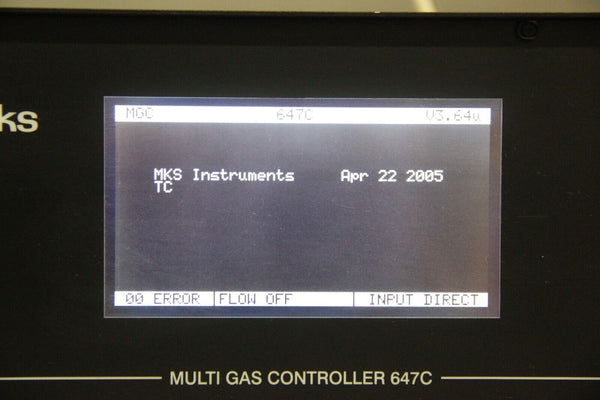 ks
MGC 647C V3.64u
MKS Instruments Apr 22 2005
TC
00 ERROR FLOW OFF INPUT DIRECT
MULTI GAS CONTROLLER 647C